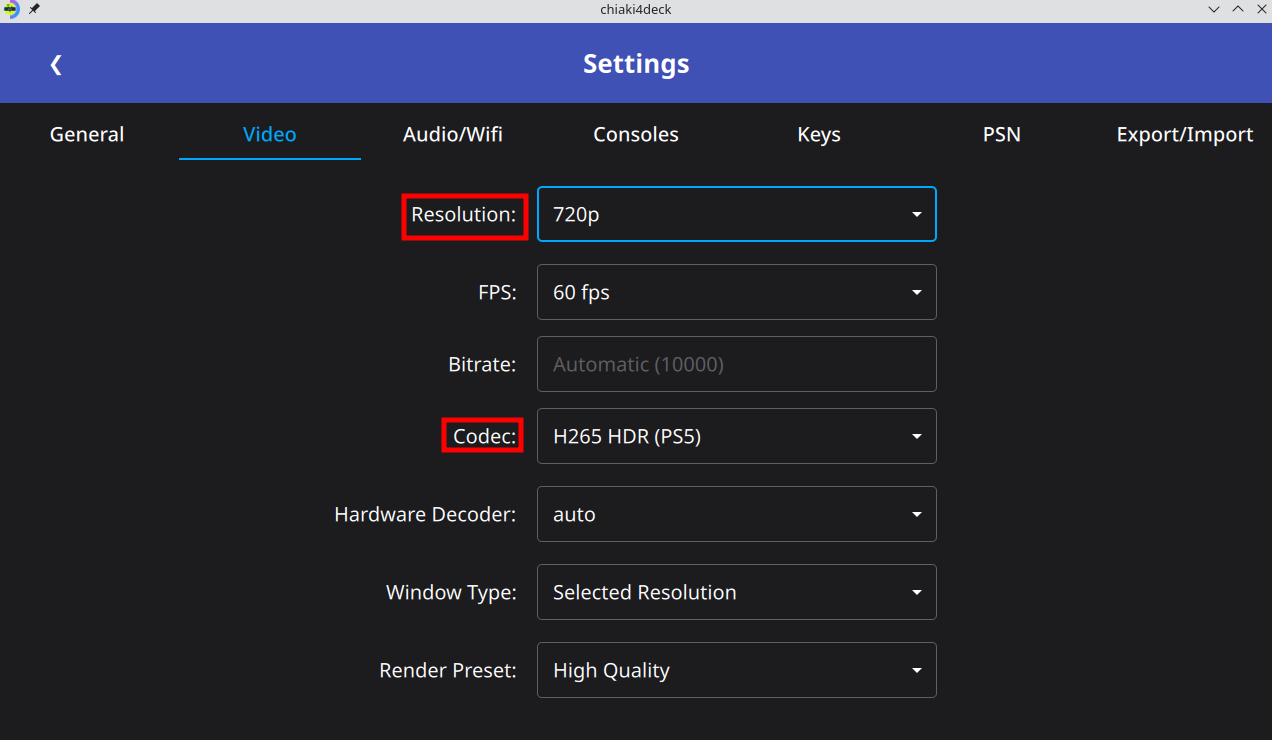 chiaki4deck
Settings
General Video Audio/Wifi Consoles Keys PSN Export/Import
Resolution: 720p
FPS: 60 fps
Bitrate: Automatic (10000)
Codec: H265 HDR (PS5)
Hardware Decoder: auto
Window Type: Selected Resolution
Render Preset: High Quality